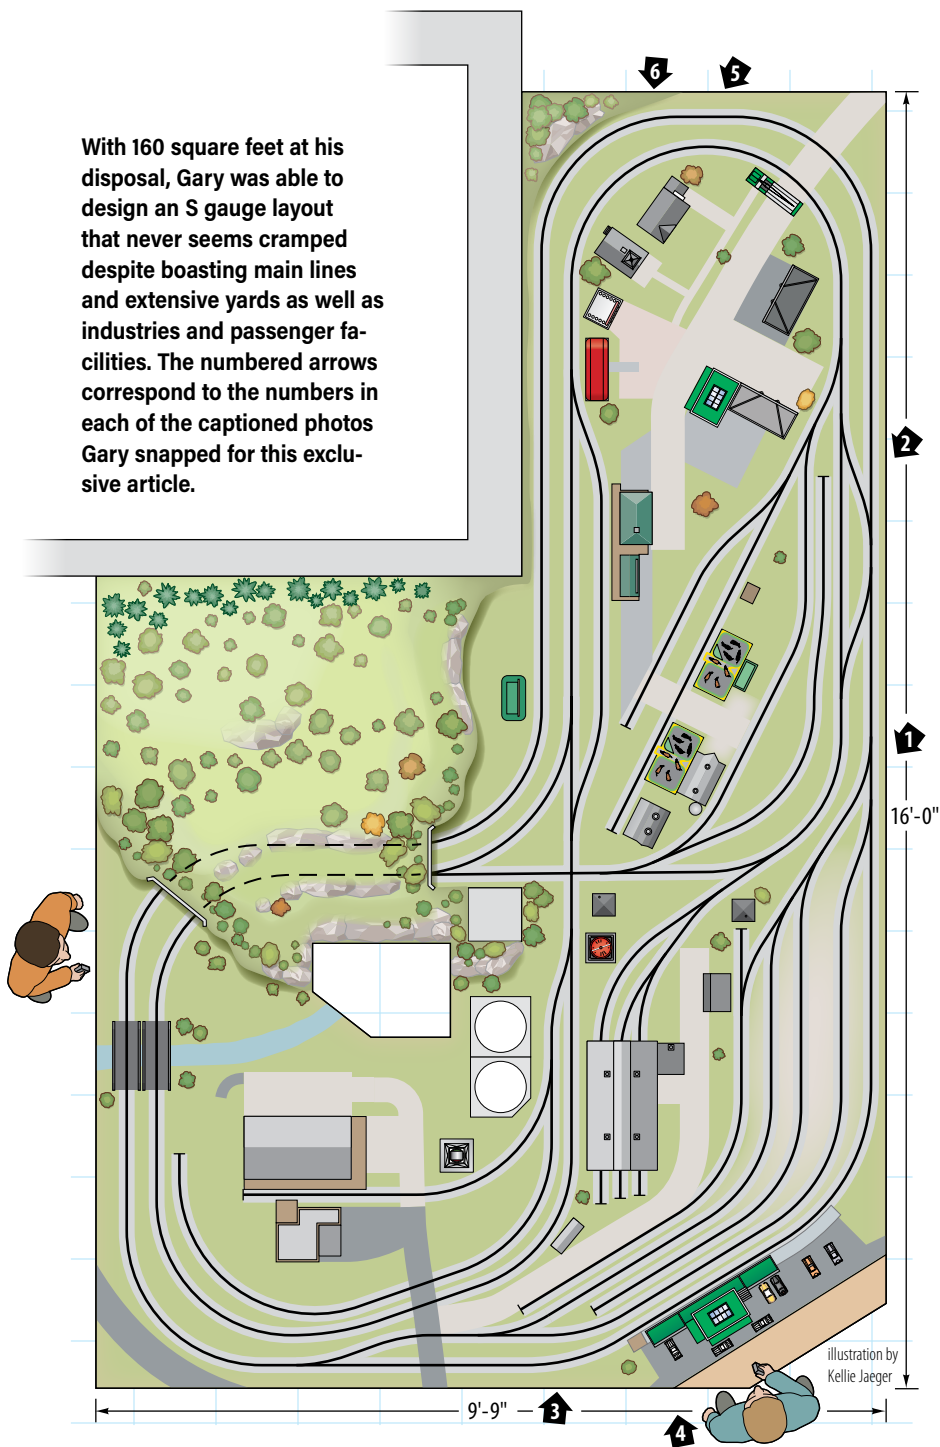 6
5
With 160 square feet at his
disposal, Gary was able to
design an S gauge layout
that never seems cramped
despite boasting main lines
and extensive yards as well as
industries and passenger fa-
cilities. The numbered arrows
correspond to the numbers in
each of the captioned photos
Gary snapped for this exclu-
sive article.
2
1
16'-0"
illustration by
Kellie Jaeger
9'-9"
3
4